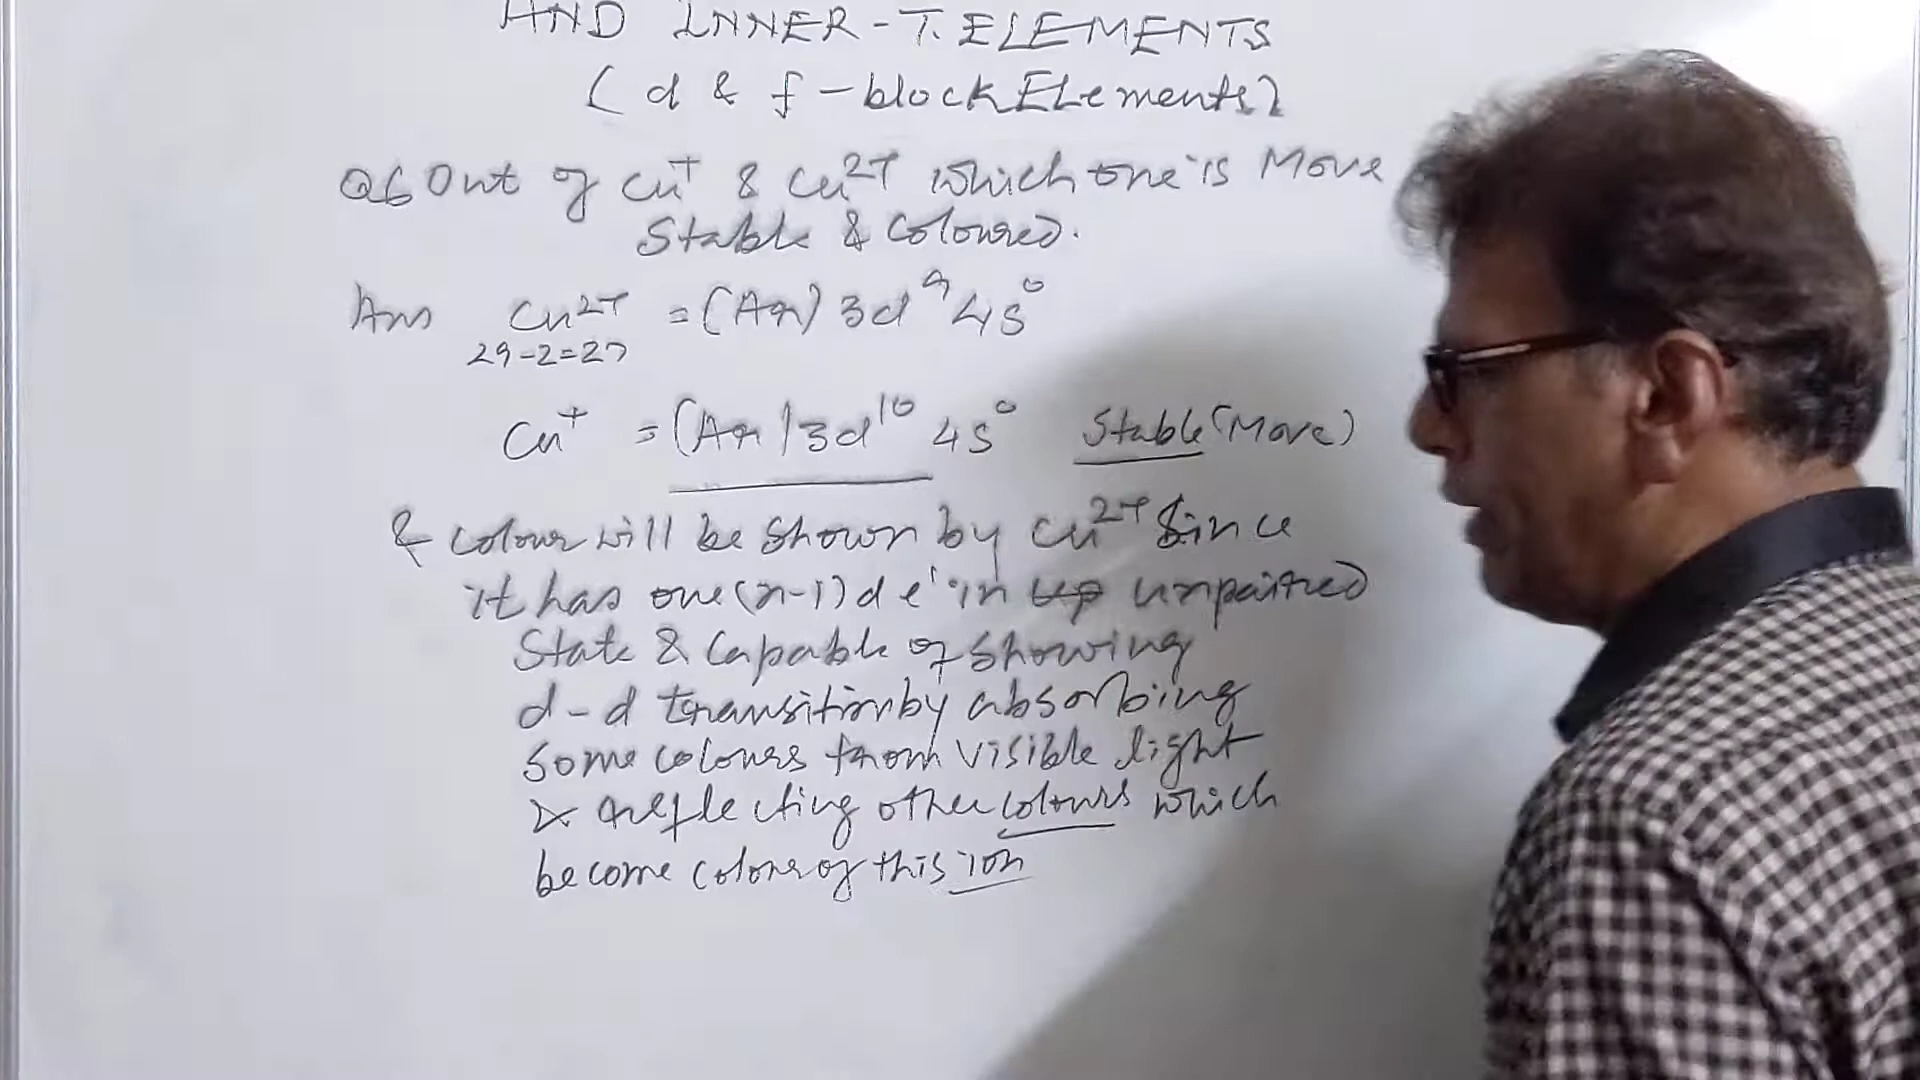 AND INNER-T. ELEMENTS
(d & f-block Elements)
Q6 Out of Cu⁺ & Cu²⁺ which one is More
Stable & Coloured.
Ans Cu²⁺ = (Ar) 3d⁹ 4s⁰
29-2=27
Cu⁺ = (Ar) 3d¹⁰ 4s⁰ Stable (More)
& colour will be shown by Cu²⁺ Since
it has one (n-1)d e⁻ in unpaired
State & Capable of Showing
d-d transition by absorbing
Some colours from visible light
& reflecting other colours which
become colour of this ion